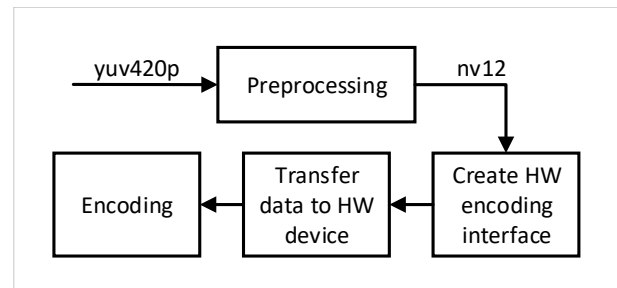 yuv420p
Preprocessing
nv12
Encoding
Transfer
data to HW
device
Create HW
encoding
interface